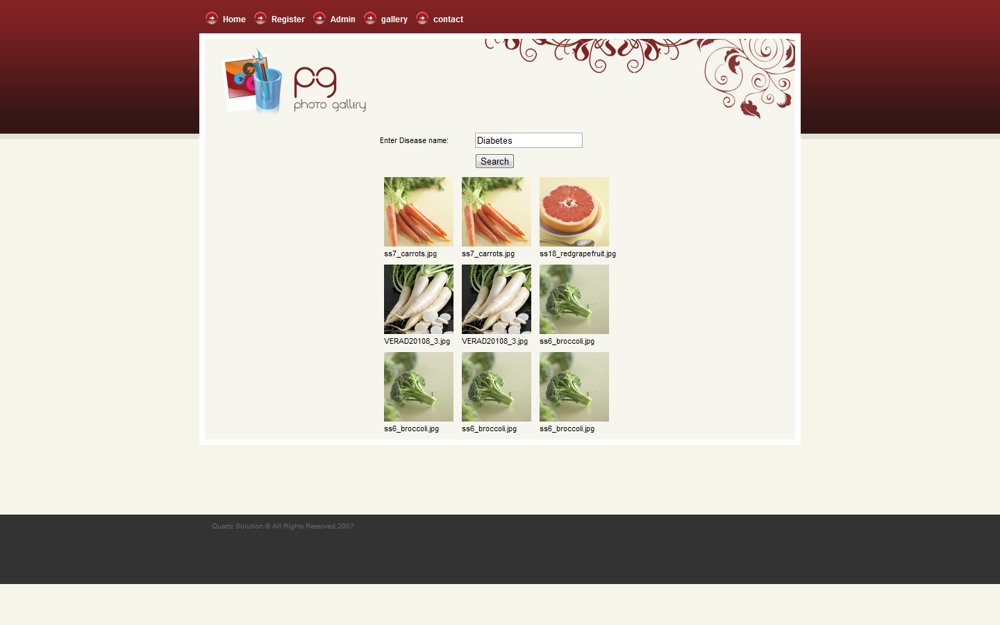 Home Register Admin gallery contact
pg
photo gallery
Enter Disease name: Diabetes
Search
ss7_carrots.jpg ss7_carrots.jpg ss18_redgrapefruit.jpg
VERAD20108_3.jpg VERAD20108_3.jpg ss6_broccoli.jpg
ss6_broccoli.jpg ss6_broccoli.jpg ss6_broccoli.jpg
Quartz Solution.© All Rights Reserved 2007